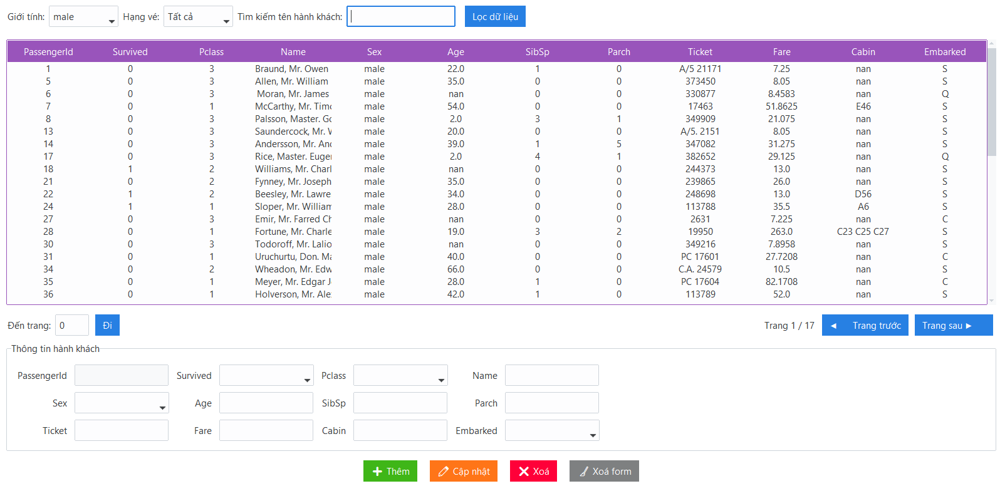 Giới tính: male Hạng vé: Tất cả Tìm kiếm tên hành khách: Lọc dữ liệu
PassengerId Survived Pclass Name Sex Age SibSp Parch Ticket Fare Cabin Embarked
1 0 3 Braund, Mr. Owen male 22.0 1 0 A/5 21171 7.25 nan S
5 0 3 Allen, Mr. William male 35.0 0 0 373450 8.05 nan S
6 0 3 Moran, Mr. James male nan 0 0 330877 8.4583 nan Q
7 0 1 McCarthy, Mr. Timo male 54.0 0 0 17463 51.8625 E46 S
8 0 3 Palsson, Master. Go male 2.0 3 1 349909 21.075 nan S
13 0 3 Saundercock, Mr. W male 20.0 0 0 A/5. 2151 8.05 nan S
14 0 3 Andersson, Mr. And male 39.0 1 5 347082 31.275 nan S
17 0 3 Rice, Master. Euger male 2.0 4 1 382652 29.125 nan Q
18 1 2 Williams, Mr. Charl male nan 0 0 244373 13.0 nan S
21 0 2 Fynney, Mr. Joseph male 35.0 0 0 239865 26.0 nan S
22 1 2 Beesley, Mr. Lawre male 34.0 0 0 248698 13.0 D56 S
24 1 1 Sloper, Mr. William male 28.0 0 0 113788 35.5 A6 S
27 0 3 Emir, Mr. Farred Ch male nan 0 0 2631 7.225 nan C
28 0 1 Fortune, Mr. Charle male 19.0 3 2 19950 263.0 C23 C25 C27 S
30 0 3 Todoroff, Mr. Lalio male nan 0 0 349216 7.8958 nan S
31 0 1 Uruchurtu, Don. Ma male 40.0 0 0 PC 17601 27.7208 nan C
34 0 2 Wheadon, Mr. Edw male 66.0 0 0 C.A. 24579 10.5 nan S
35 0 1 Meyer, Mr. Edgar J male 28.0 1 0 PC 17604 82.1708 nan C
36 0 1 Holverson, Mr. Ale male 42.0 1 0 113789 52.0 nan S
Đến trang: 0 Đi Trang 1 / 17 ◄ Trang trước Trang sau ►
Thông tin hành khách
PassengerId Survived Pclass Name
Sex Age SibSp Parch
Ticket Fare Cabin Embarked
Thêm Cập nhật Xoá Xoá form